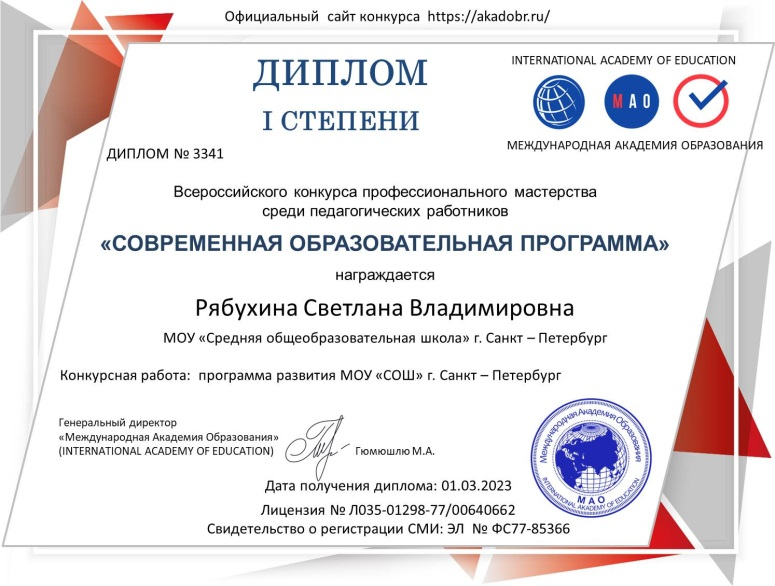 Официальный сайт конкурса https://akadobr.ru/
ДИПЛОМ
I СТЕПЕНИ
INTERNATIONAL ACADEMY OF EDUCATION
МАО
МЕЖДУНАРОДНАЯ АКАДЕМИЯ ОБРАЗОВАНИЯ
ДИПЛОМ № 3341
Всероссийского конкурса профессионального мастерства
среди педагогических работников
«СОВРЕМЕННАЯ ОБРАЗОВАТЕЛЬНАЯ ПРОГРАММА»
награждается
Рябухина Светлана Владимировна
МОУ «Средняя общеобразовательная школа» г. Санкт – Петербург
Конкурсная работа: программа развития МОУ «СОШ» г. Санкт – Петербург
Генеральный директор
«Международная Академия Образования»
(INTERNATIONAL ACADEMY OF EDUCATION)
Гюмюшлю М.А.
Международная Академия Образования
МАО
INTERNATIONAL ACADEMY OF EDUCATION
Дата получения диплома: 01.03.2023
Лицензия № Л035-01298-77/00640662
Свидетельство о регистрации СМИ: ЭЛ № ФС77-85366